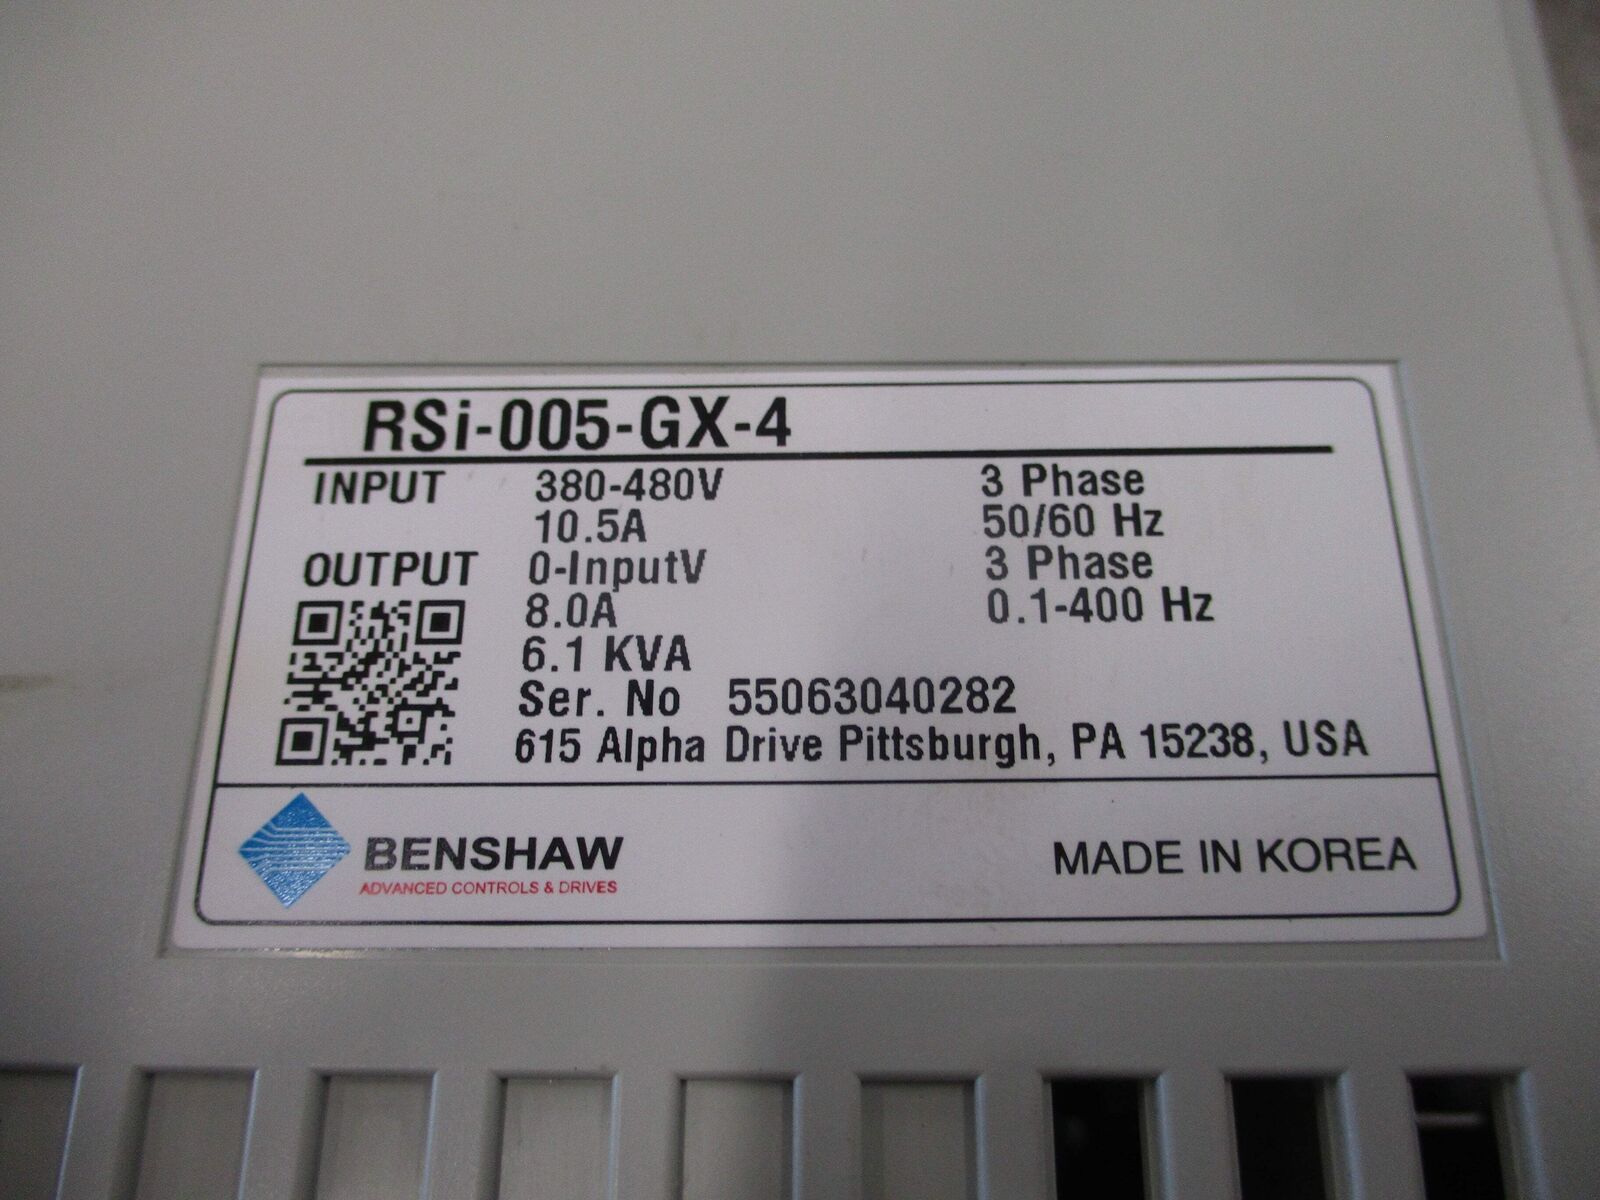 RSi-005-GX-4
INPUT 380-480V 3 Phase
10.5A 50/60 Hz
OUTPUT 0-InputV 3 Phase
8.0A 0.1-400 Hz
6.1 KVA
Ser. No 55063040282
615 Alpha Drive Pittsburgh, PA 15238, USA
BENSHAW
ADVANCED CONTROLS & DRIVES
MADE IN KOREA